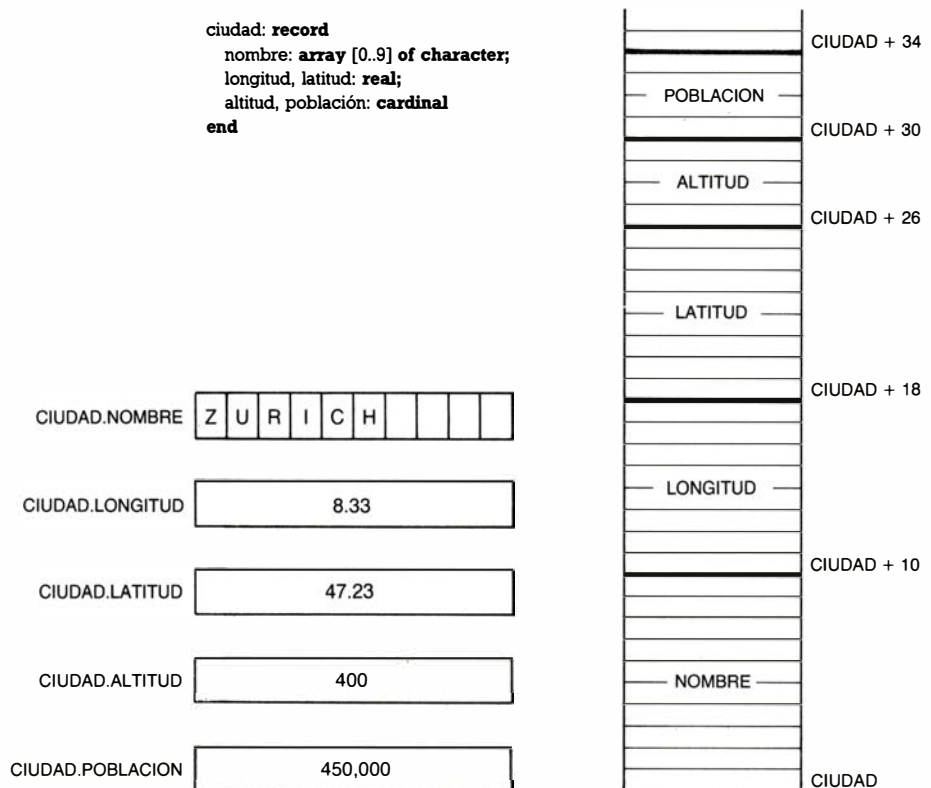 ciudad: record
nombre: array [0..9] of character;
longitud, latitud: real;
altitud, población: cardinal
end
CIUDAD.NOMBRE Z U R I C H
CIUDAD.LONGITUD 8.33
CIUDAD.LATITUD 47.23
CIUDAD.ALTITUD 400
CIUDAD.POBLACION 450,000
CIUDAD + 34
POBLACION
CIUDAD + 30
ALTITUD
CIUDAD + 26
LATITUD
CIUDAD + 18
LONGITUD
CIUDAD + 10
NOMBRE
CIUDAD